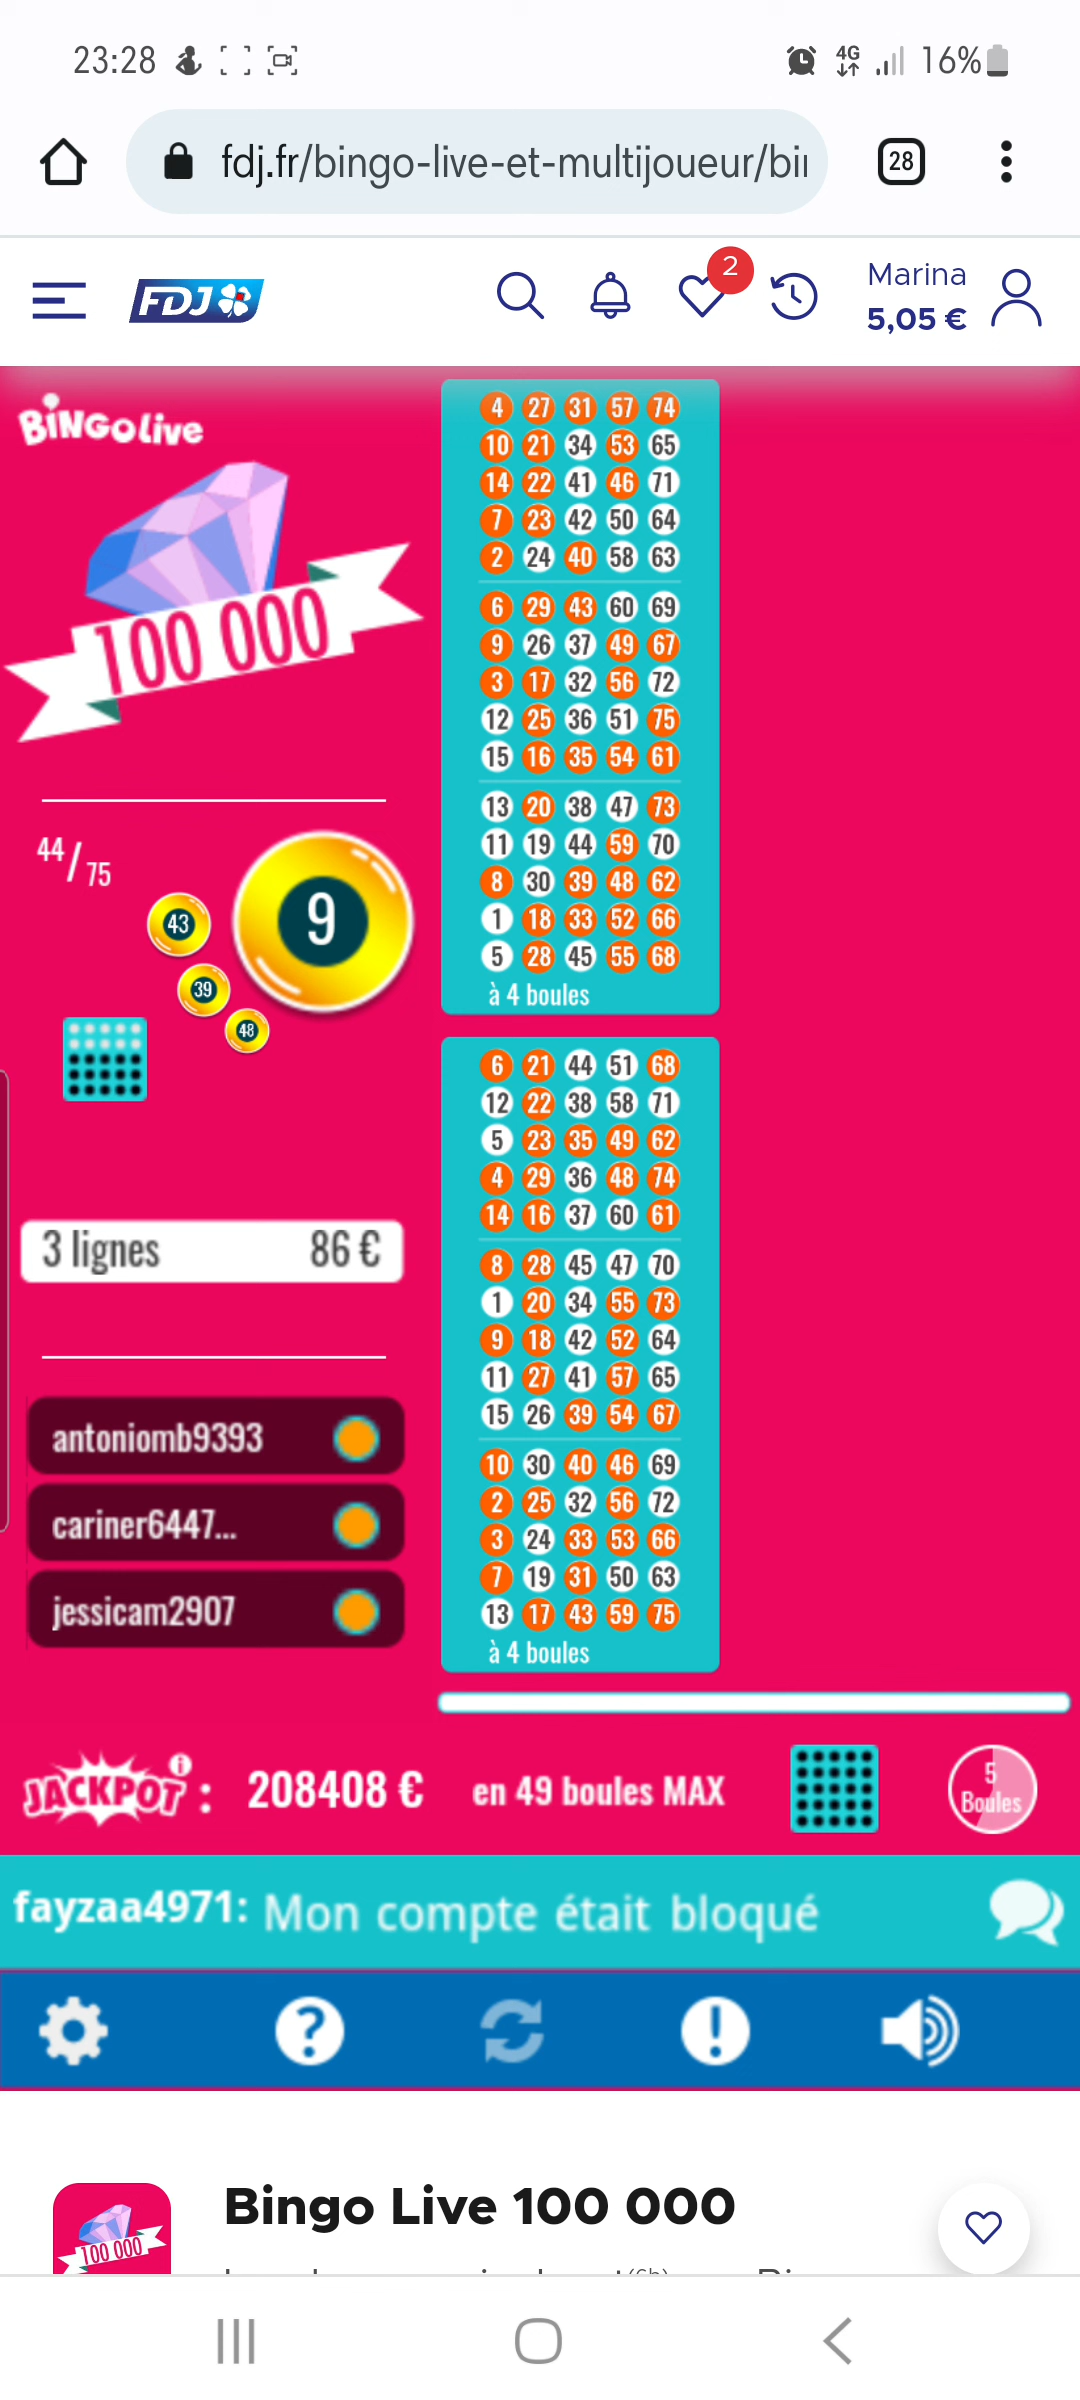 23:28
4G 16%
fdj.fr/bingo-live-et-multijoueur/bin
28
FDJ
2
Marina
5,05 €
BiNGOLive
100 000
44/75
9
43
39
48
3 lignes 86 €
antoniomb9393
cariner6447...
jessicam2907
4 27 31 57 74
10 21 34 53 65
14 22 41 46 71
7 23 42 50 64
2 24 40 58 63
6 29 43 60 69
9 26 37 49 67
3 17 32 56 72
12 25 36 51 75
15 16 35 54 61
13 20 38 47 73
11 19 44 59 70
8 30 39 48 62
1 18 33 52 66
5 28 45 55 68
à 4 boules
6 21 44 51 68
12 22 38 58 71
5 23 35 49 62
4 29 36 48 74
14 16 37 60 61
8 28 45 47 70
1 20 34 55 73
9 18 42 52 64
11 27 41 57 65
15 26 39 54 67
10 30 40 46 69
2 25 32 56 72
3 24 33 53 66
7 19 31 50 63
13 17 43 59 75
à 4 boules
JACKPOT i : 208408 € en 49 boules MAX
5
Boules
fayzaa4971: Mon compte était bloqué
Bingo Live 100 000
100 000